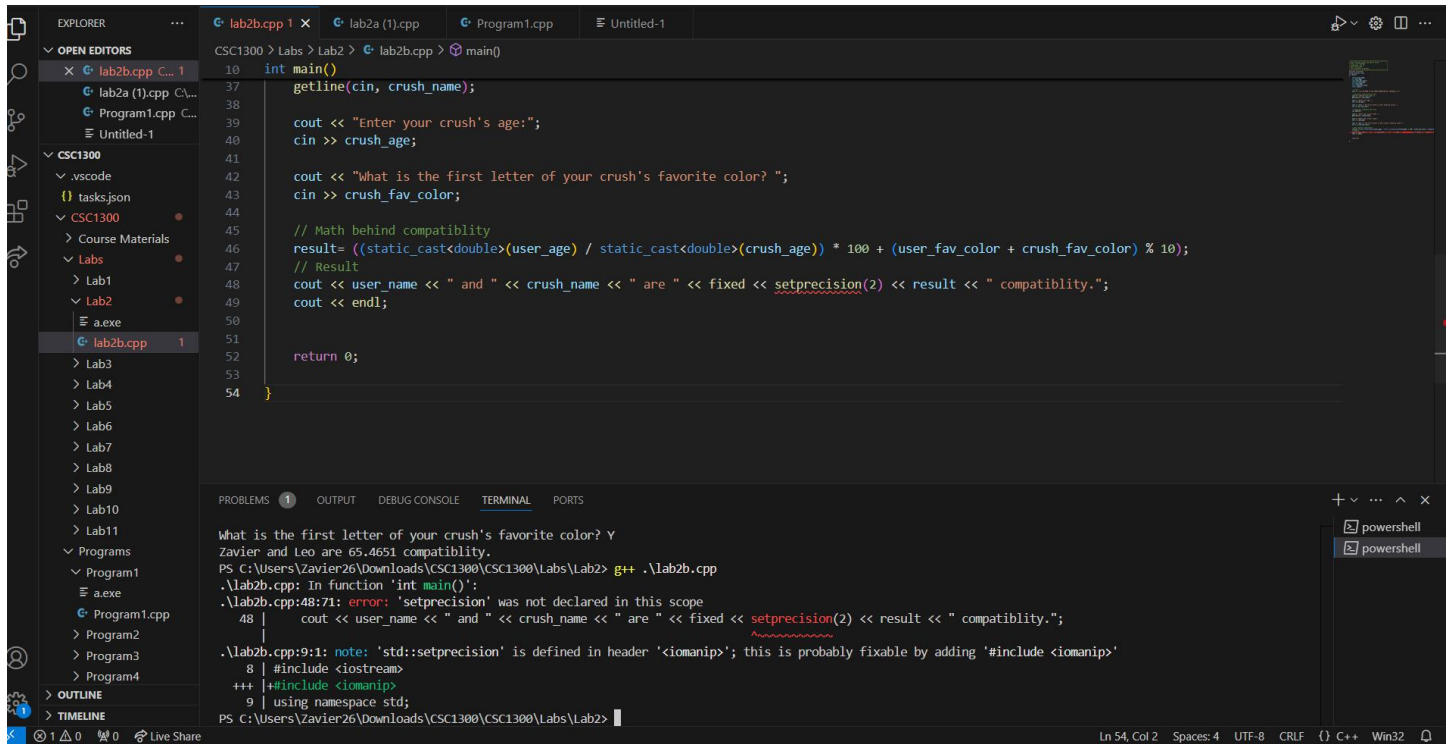 EXPLORER ...
OPEN EDITORS
lab2b.cpp C... 1
lab2a (1).cpp C:\...
Program1.cpp C...
Untitled-1
CSC1300
.vscode
{} tasks.json
CSC1300
Course Materials
Labs
Lab1
Lab2
a.exe
lab2b.cpp 1
Lab3
Lab4
Lab5
Lab6
Lab7
Lab8
Lab9
Lab10
Lab11
Programs
Program1
a.exe
Program1.cpp
Program2
Program3
Program4
OUTLINE
TIMELINE
lab2b.cpp 1 × lab2a (1).cpp Program1.cpp Untitled-1
CSC1300 > Labs > Lab2 > lab2b.cpp > main()
10 int main()
37 getline(cin, crush_name);
38
39 cout << "Enter your crush's age:";
40 cin >> crush_age;
41
42 cout << "What is the first letter of your crush's favorite color? ";
43 cin >> crush_fav_color;
44
45 // Math behind compatiblity
46 result= ((static_cast<double>(user_age) / static_cast<double>(crush_age)) * 100 + (user_fav_color + crush_fav_color) % 10);
47 // Result
48 cout << user_name << " and " << crush_name << " are " << fixed << setprecision(2) << result << " compatiblity.";
49 cout << endl;
50
51
52 return 0;
53
54 }
PROBLEMS 1 OUTPUT DEBUG CONSOLE TERMINAL PORTS
What is the first letter of your crush's favorite color? Y
Zavier and Leo are 65.4651 compatiblity.
PS C:\Users\Zavier26\Downloads\CSC1300\CSC1300\Labs\Lab2> g++ .\lab2b.cpp
.\lab2b.cpp: In function 'int main()':
.\lab2b.cpp:48:71: error: 'setprecision' was not declared in this scope
48 | cout << user_name << " and " << crush_name << " are " << fixed << setprecision(2) << result << " compatiblity.";
| ^~~~~~~~~~~~
.\lab2b.cpp:9:1: note: 'std::setprecision' is defined in header '<iomanip>'; this is probably fixable by adding '#include <iomanip>'
8 | #include <iostream>
+++ |+#include <iomanip>
9 | using namespace std;
PS C:\Users\Zavier26\Downloads\CSC1300\CSC1300\Labs\Lab2>
powershell
powershell
1
1 0 0 Live Share
Ln 54, Col 2 Spaces: 4 UTF-8 CRLF {} C++ Win32